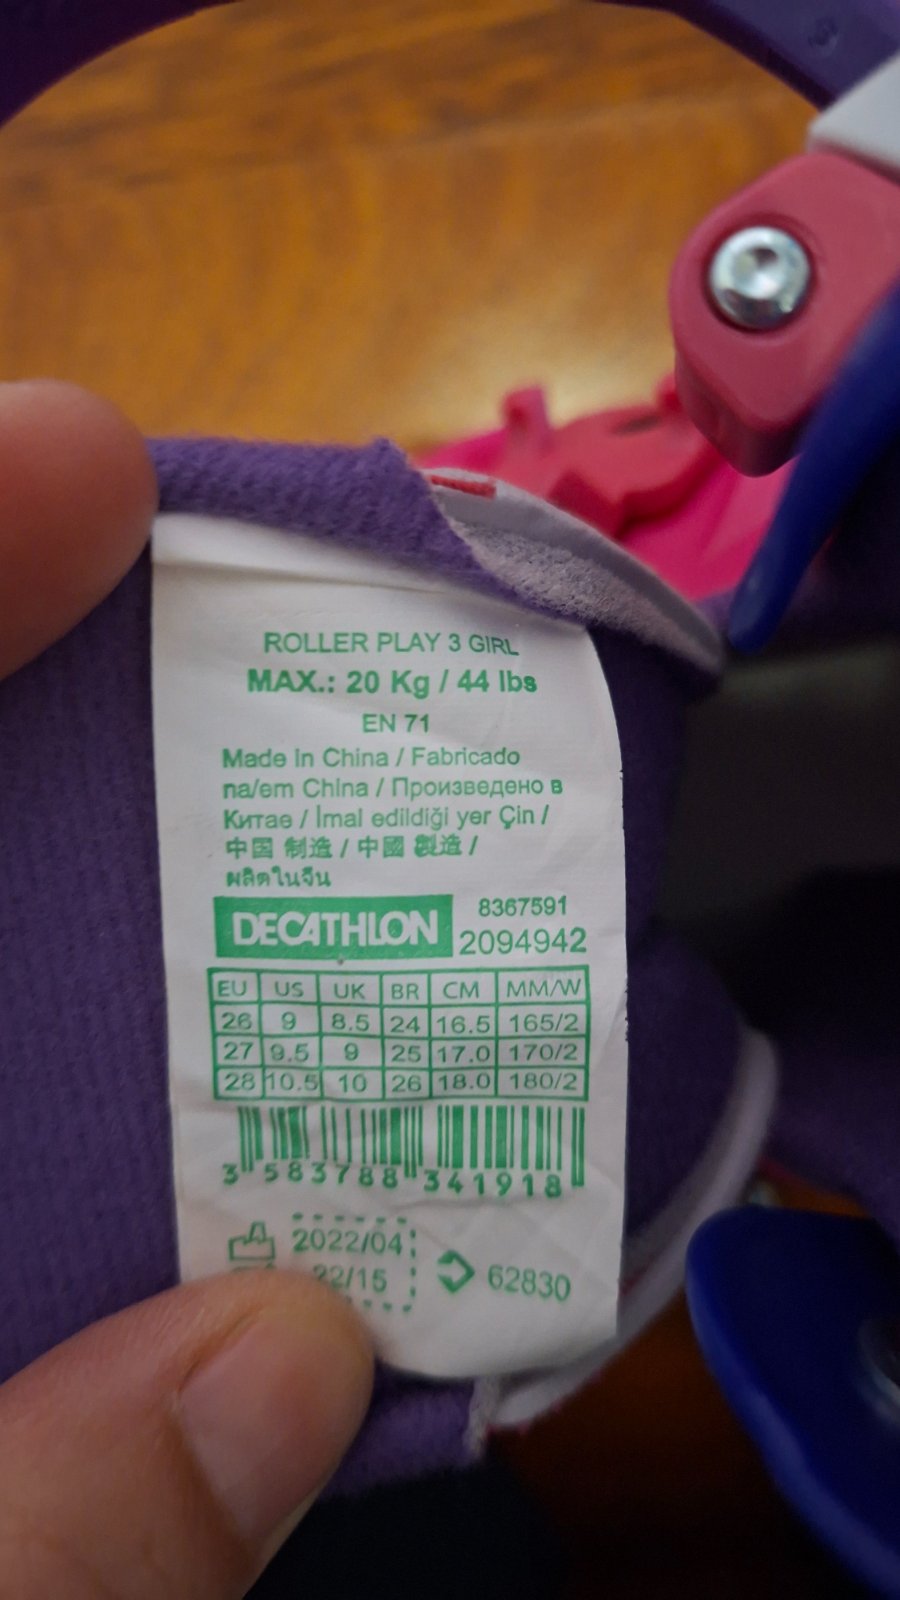 ROLLER PLAY 3 GIRL
MAX.: 20 Kg / 44 lbs
EN 71
Made in China / Fabricado
na/em China / Произведено в
Китае / İmal edildiği yer Çin /
中国 制造 / 中國 製造 /
ผลิตในจีน
DECATHLON 8367591
2094942
EU US UK BR CM MM/W
26 9 8.5 24 16.5 165/2
27 9.5 9 25 17.0 170/2
28 10.5 10 26 18.0 180/2
3 583788 341918
2022/04
22/15 62830